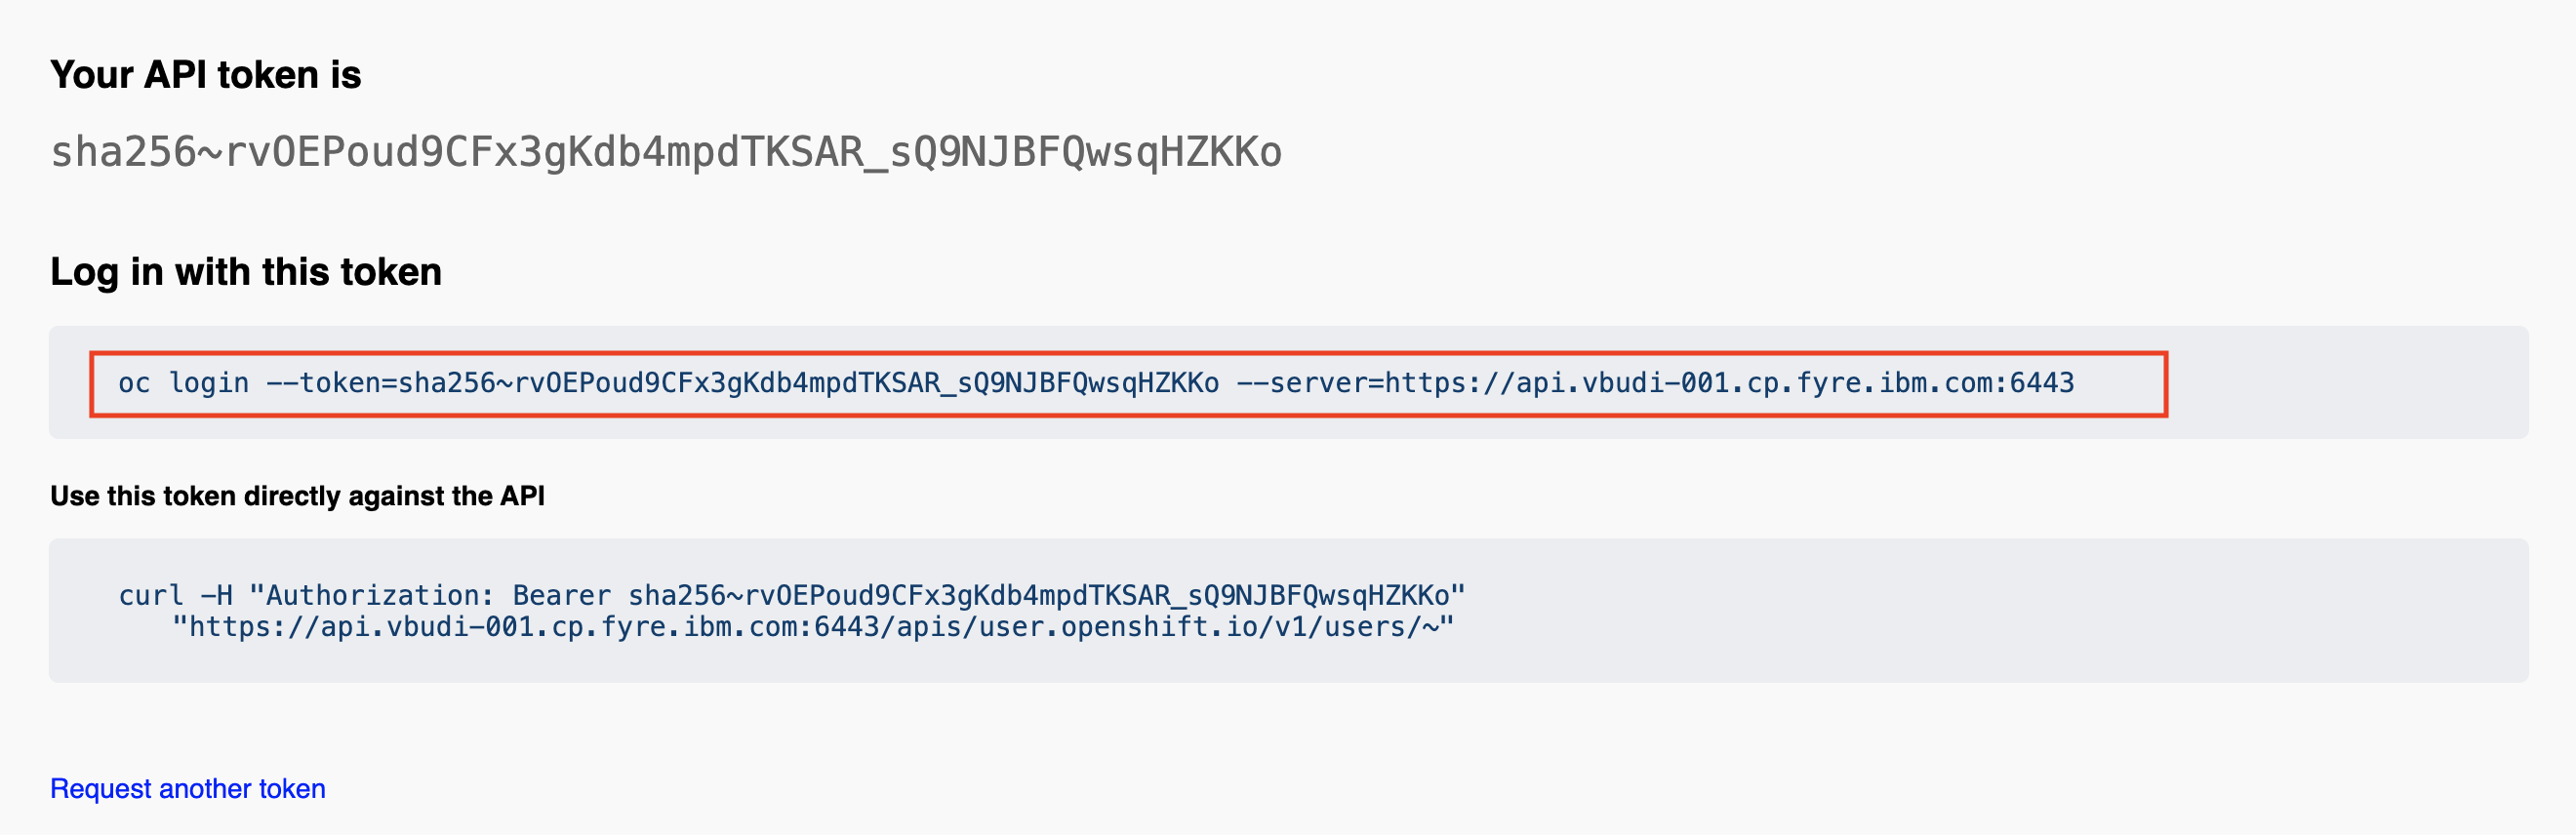 Your API token is
sha256~rvOEPoud9CFx3gKdb4mpdTKSAR_sQ9NJBFQwsqHZKKo
Log in with this token
oc login --token=sha256~rvOEPoud9CFx3gKdb4mpdTKSAR_sQ9NJBFQwsqHZKKo --server=https://api.vbudi-001.cp.fyre.ibm.com:6443
Use this token directly against the API
curl -H "Authorization: Bearer sha256~rvOEPoud9CFx3gKdb4mpdTKSAR_sQ9NJBFQwsqHZKKo"
"https://api.vbudi-001.cp.fyre.ibm.com:6443/apis/user.openshift.io/v1/users/~"
Request another token